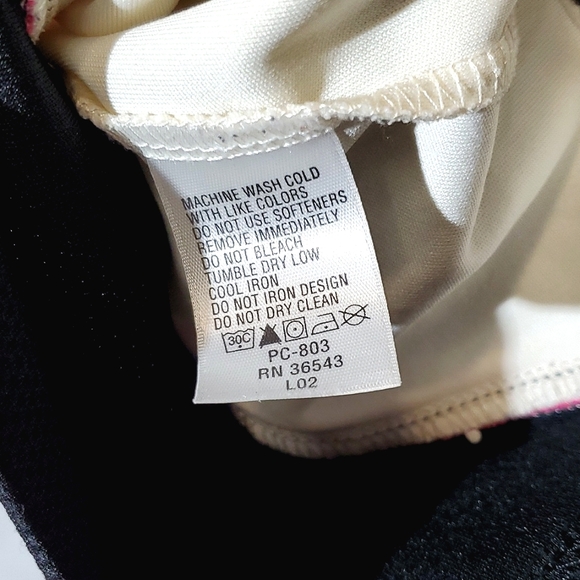 MACHINE WASH COLD
WITH LIKE COLORS
DO NOT USE SOFTENERS
REMOVE IMMEDIATELY
DO NOT BLEACH
TUMBLE DRY LOW
COOL IRON
DO NOT IRON DESIGN
DO NOT DRY CLEAN
30C
PC-803
RN 36543
L02